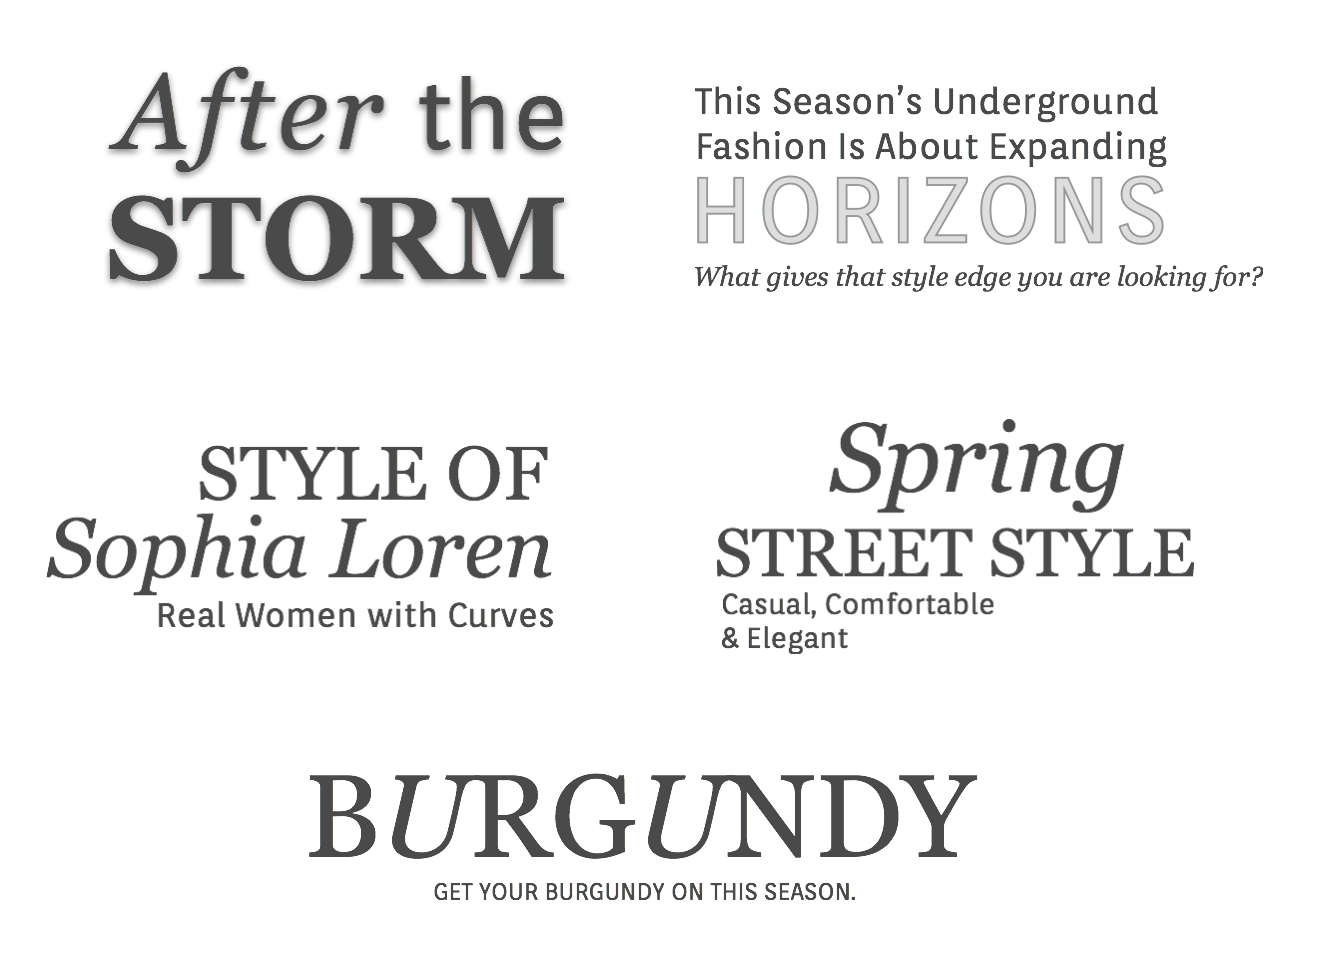 After the
STORM
This Season’s Underground
Fashion Is About Expanding
HORIZONS
What gives that style edge you are looking for?
STYLE OF
Sophia Loren
Real Women with Curves
Spring
STREET STYLE
Casual, Comfortable
& Elegant
BURGUNDY
GET YOUR BURGUNDY ON THIS SEASON.